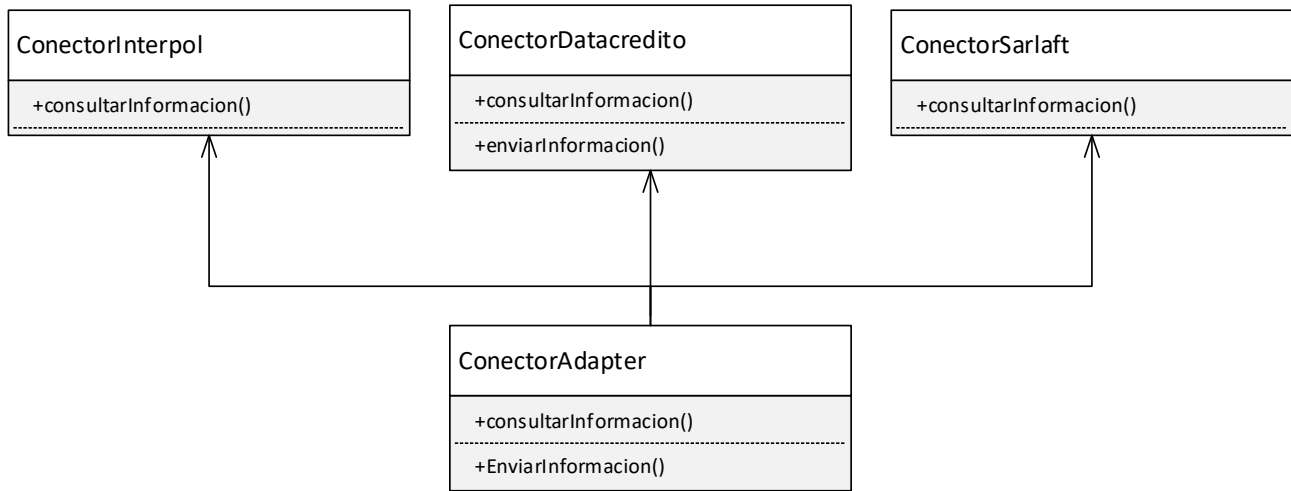 ConectorInterpol
+consultarInformacion()
ConectorDatacredito
+consultarInformacion()
+enviarInformacion()
ConectorSarlaft
+consultarInformacion()
ConectorAdapter
+consultarInformacion()
+EnviarInformacion()